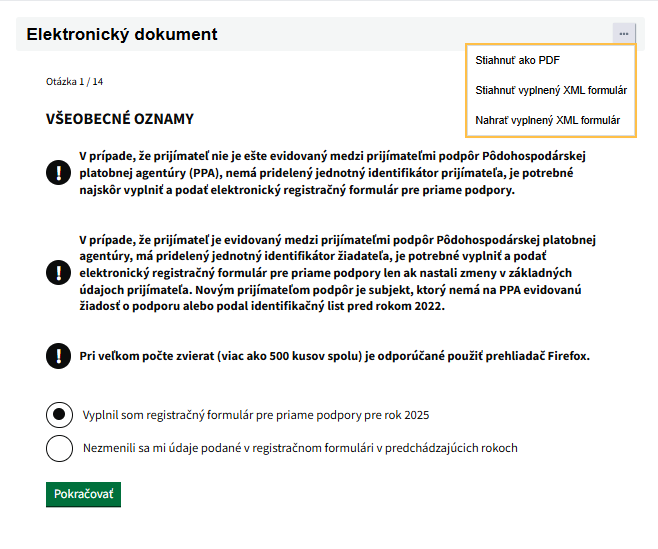 Elektronický dokument
...
Stiahnuť ako PDF
Stiahnuť vyplnený XML formulár
Nahrať vyplnený XML formulár
Otázka 1 / 14
VŠEOBECNÉ OZNAMY
V prípade, že prijímateľ nie je ešte evidovaný medzi prijímateľmi podpôr Pôdohospodárskej
platobnej agentúry (PPA), nemá pridelený jednotný identifikátor prijímateľa, je potrebné
najskôr vyplniť a podať elektronický registračný formulár pre priame podpory.
V prípade, že prijímateľ je evidovaný medzi prijímateľmi podpôr Pôdohospodárskej platobnej
agentúry, má pridelený jednotný identifikátor žiadateľa, je potrebné vyplniť a podať
elektronický registračný formulár pre priame podpory len ak nastali zmeny v základných
údajoch prijímateľa. Novým prijímateľom podpôr je subjekt, ktorý nemá na PPA evidovanú
žiadosť o podporu alebo podal identifikačný list pred rokom 2022.
Pri veľkom počte zvierat (viac ako 500 kusov spolu) je odporúčané použiť prehliadač Firefox.
Vyplnil som registračný formulár pre priame podpory pre rok 2025
Nezmenili sa mi údaje podané v registračnom formulári v predchádzajúcich rokoch
Pokračovať